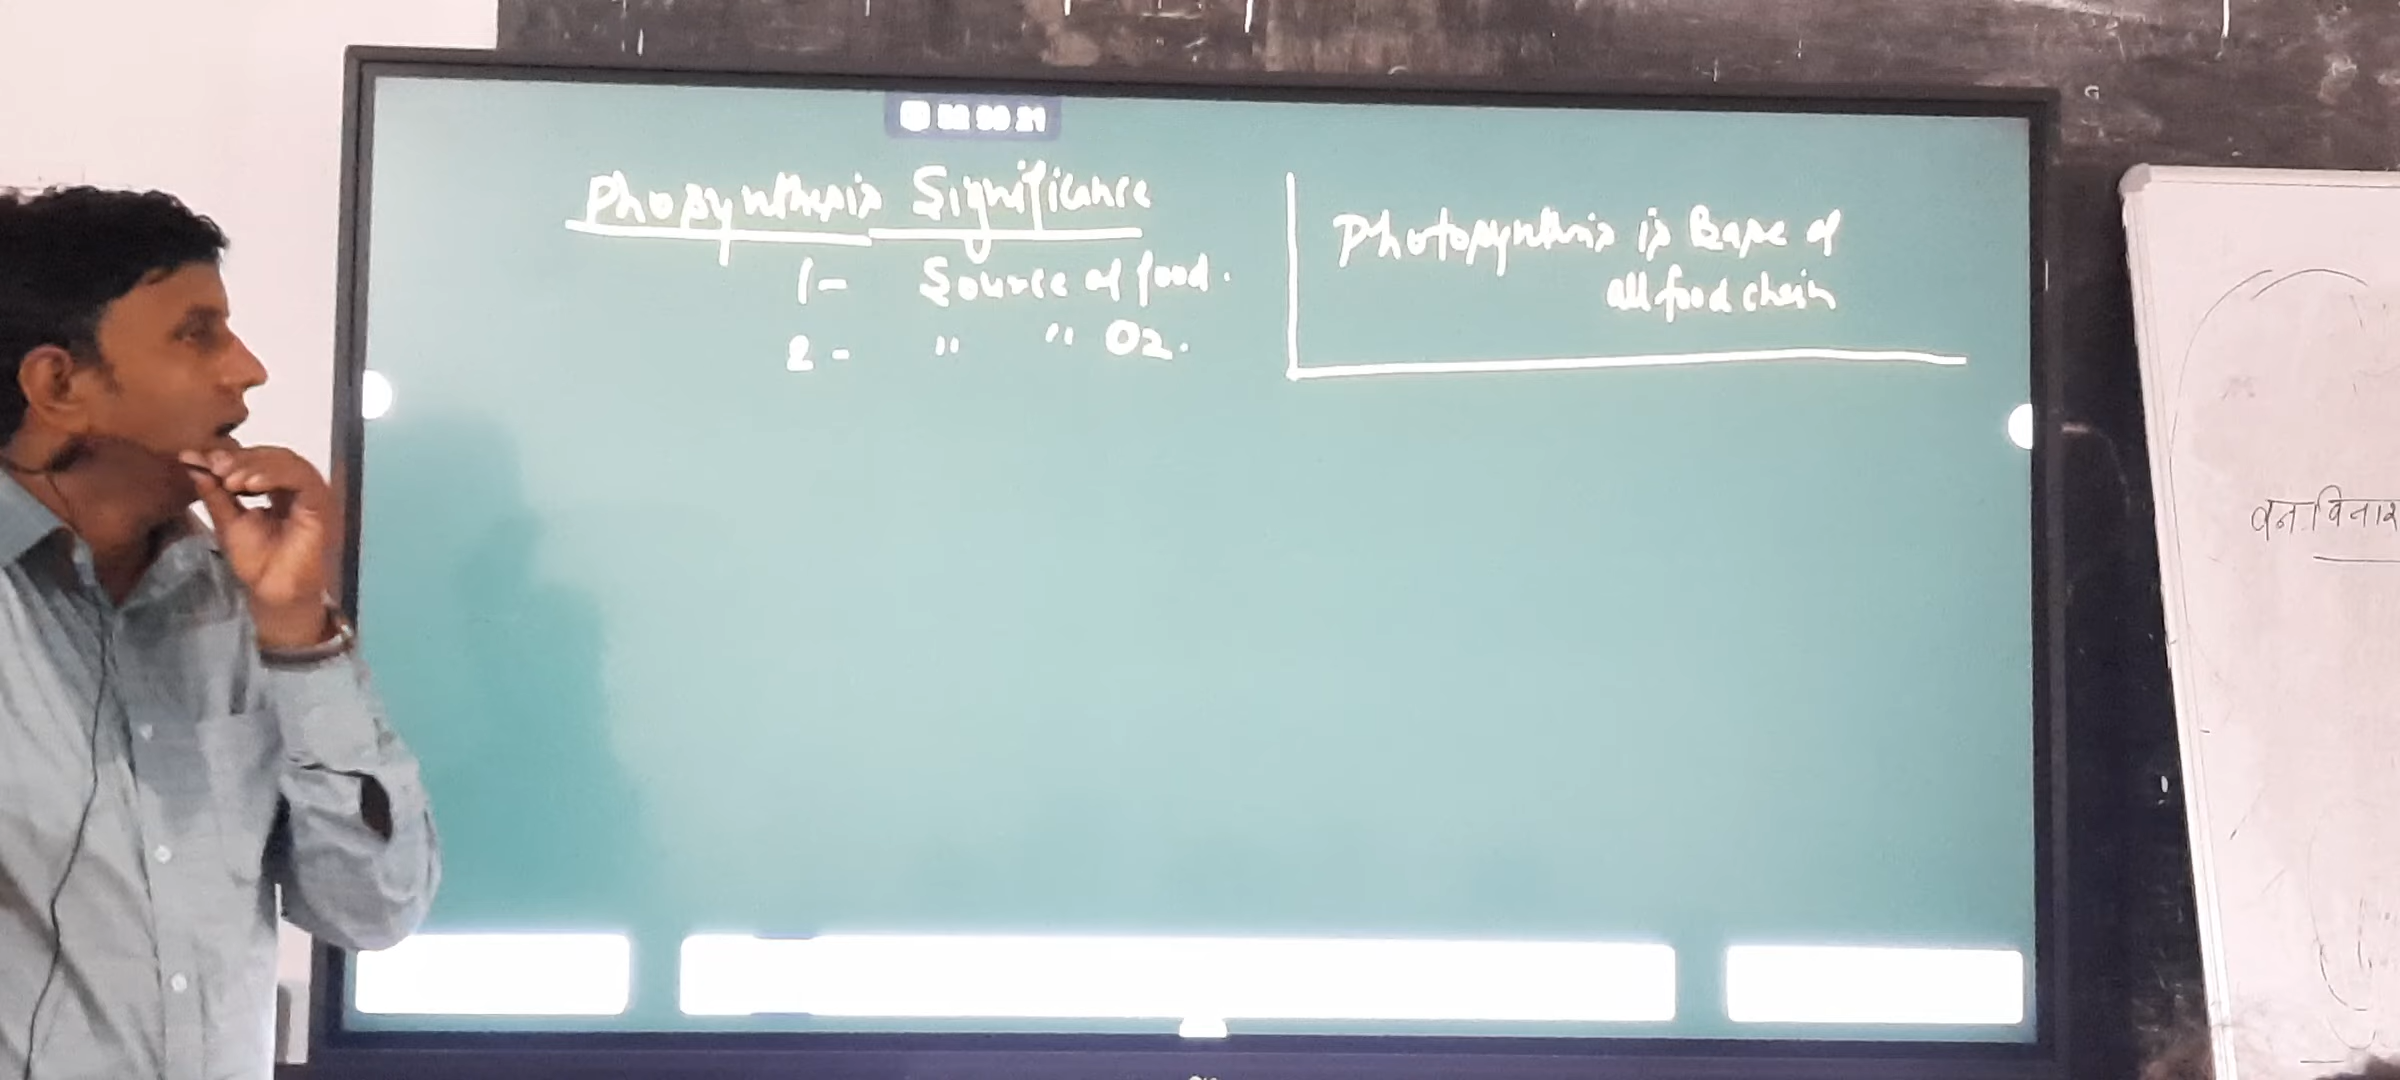 Phosynthesis Significance
1- Source of food.
2- " " O2.
Photosynthesis is Base of
all food chain
वन विनाश